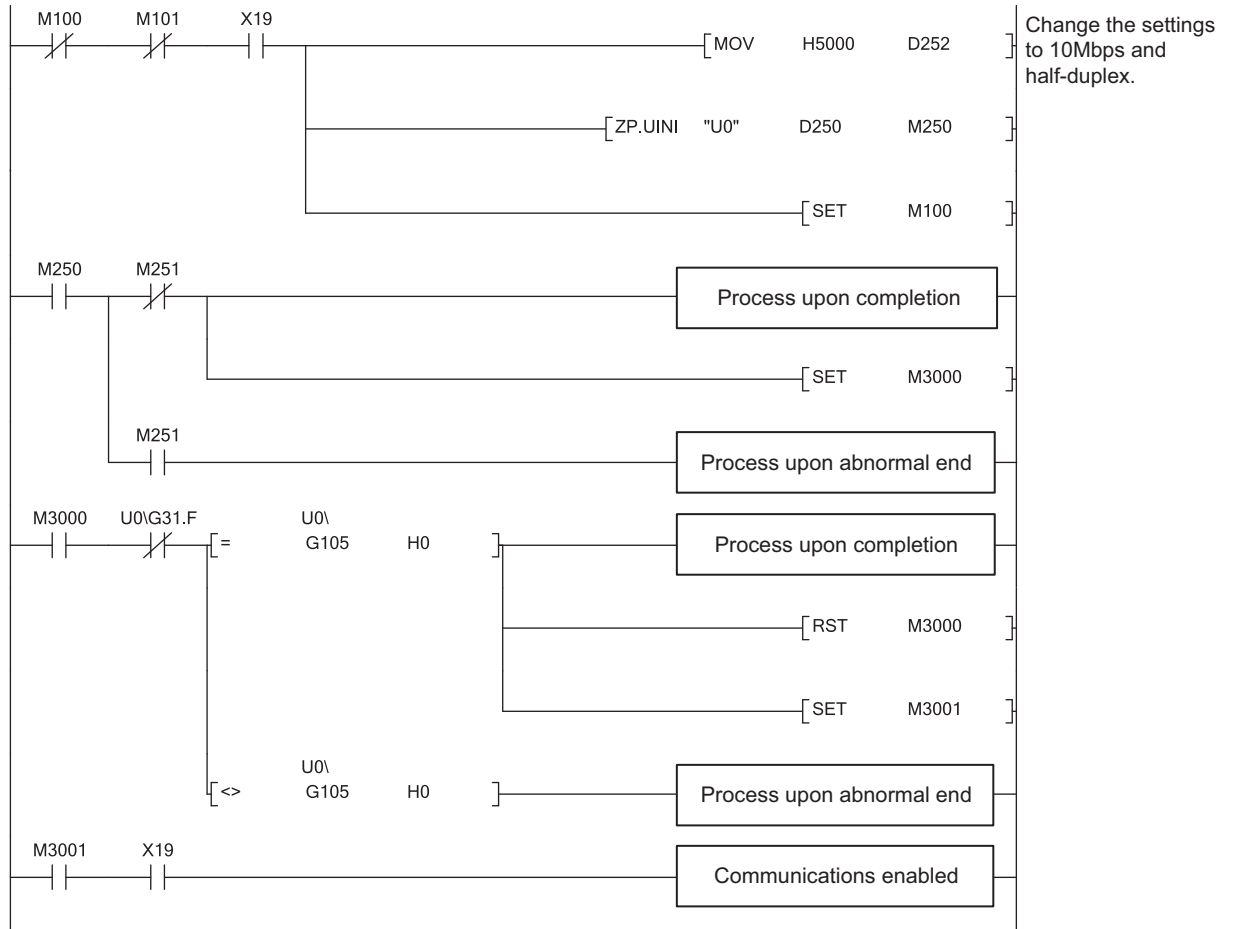 M100 M101 X19
[MOV H5000 D252 ]
Change the settings
to 10Mbps and
half-duplex.
[ZP.UINI "U0" D250 M250 ]
[SET M100 ]
M250 M251
Process upon completion
[SET M3000 ]
M251
Process upon abnormal end
M3000 U0\G31.F U0\
[= G105 H0 ]
Process upon completion
[RST M3000 ]
[SET M3001 ]
U0\
[<> G105 H0 ]
Process upon abnormal end
M3001 X19
Communications enabled